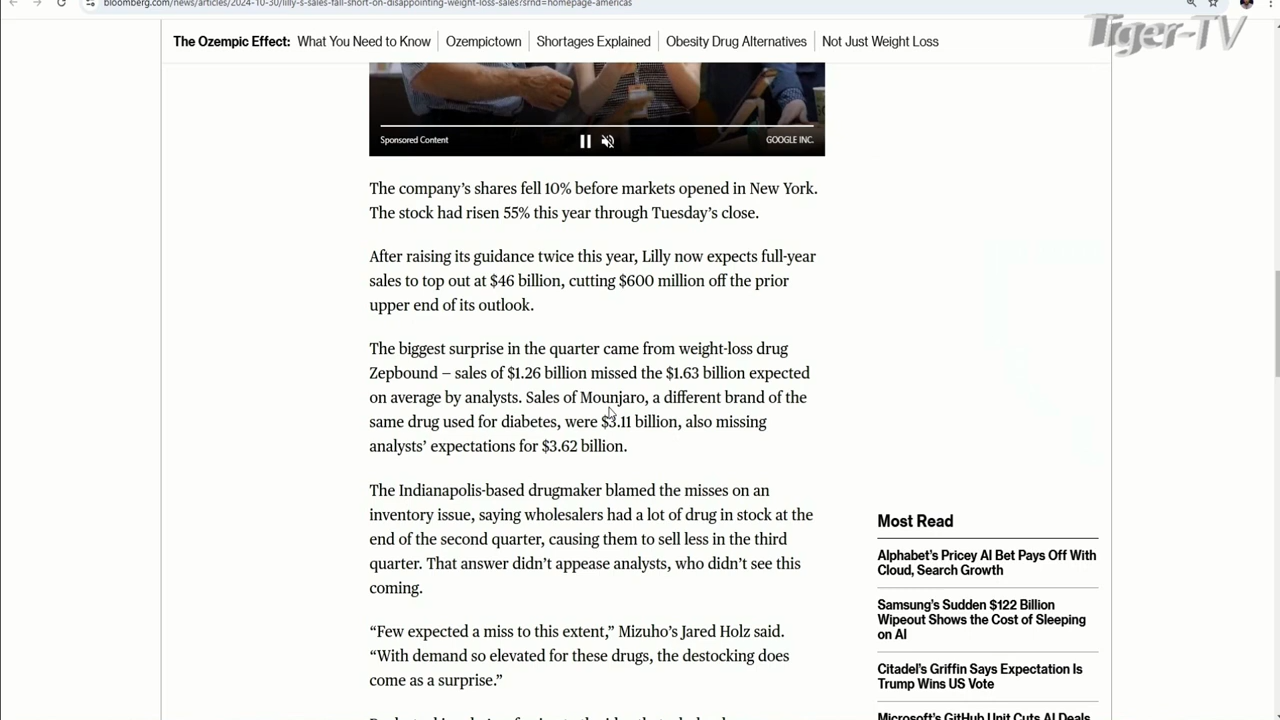 bloomberg.com/news/articles/2024-10-30/lilly-s-sales-fall-short-on-disappointing-weight-loss-sales?srnd=homepage-americas
Tiger-TV
The Ozempic Effect: What You Need to Know Ozempictown Shortages Explained Obesity Drug Alternatives Not Just Weight Loss
Sponsored Content GOOGLE INC.
The company’s shares fell 10% before markets opened in New York.
The stock had risen 55% this year through Tuesday’s close.
After raising its guidance twice this year, Lilly now expects full-year
sales to top out at $46 billion, cutting $600 million off the prior
upper end of its outlook.
The biggest surprise in the quarter came from weight-loss drug
Zepbound – sales of $1.26 billion missed the $1.63 billion expected
on average by analysts. Sales of Mounjaro, a different brand of the
same drug used for diabetes, were $3.11 billion, also missing
analysts’ expectations for $3.62 billion.
The Indianapolis-based drugmaker blamed the misses on an
inventory issue, saying wholesalers had a lot of drug in stock at the
end of the second quarter, causing them to sell less in the third
quarter. That answer didn’t appease analysts, who didn’t see this
coming.
“Few expected a miss to this extent,” Mizuho’s Jared Holz said.
“With demand so elevated for these drugs, the destocking does
come as a surprise.”
Most Read
Alphabet’s Pricey AI Bet Pays Off With
Cloud, Search Growth
Samsung’s Sudden $122 Billion
Wipeout Shows the Cost of Sleeping
on AI
Citadel’s Griffin Says Expectation Is
Trump Wins US Vote
Microsoft’s GitHub Unit Cuts AI Deals